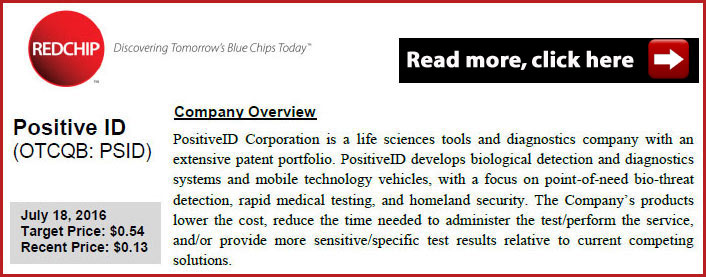 REDCHIP
™
Discovering Tomorrow's Blue Chips Today™
Read more, click here
Positive ID
(OTCQB: PSID)
July 18, 2016
Target Price: $0.54
Recent Price: $0.13
Company Overview
PositiveID Corporation is a life sciences tools and diagnostics company with an
extensive patent portfolio. PositiveID develops biological detection and diagnostics
systems and mobile technology vehicles, with a focus on point-of-need bio-threat
detection, rapid medical testing, and homeland security. The Company's products
lower the cost, reduce the time needed to administer the test/perform the service,
and/or provide more sensitive/specific test results relative to current competing
solutions.